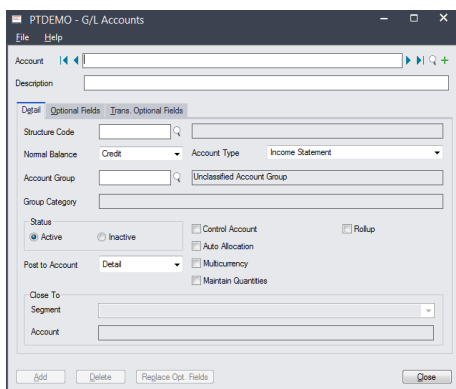 PTDEMO - G/L Accounts
File Help
Account
Description
Detail Optional Fields Trans. Optional Fields
Structure Code
Normal Balance Credit Account Type Income Statement
Account Group Unclassified Account Group
Group Category
Status
Active Inactive
Control Account Rollup
Auto Allocation
Post to Account Detail Multicurrency
Maintain Quantities
Close To
Segment
Account
Add Delete Replace Opt. Fields Close